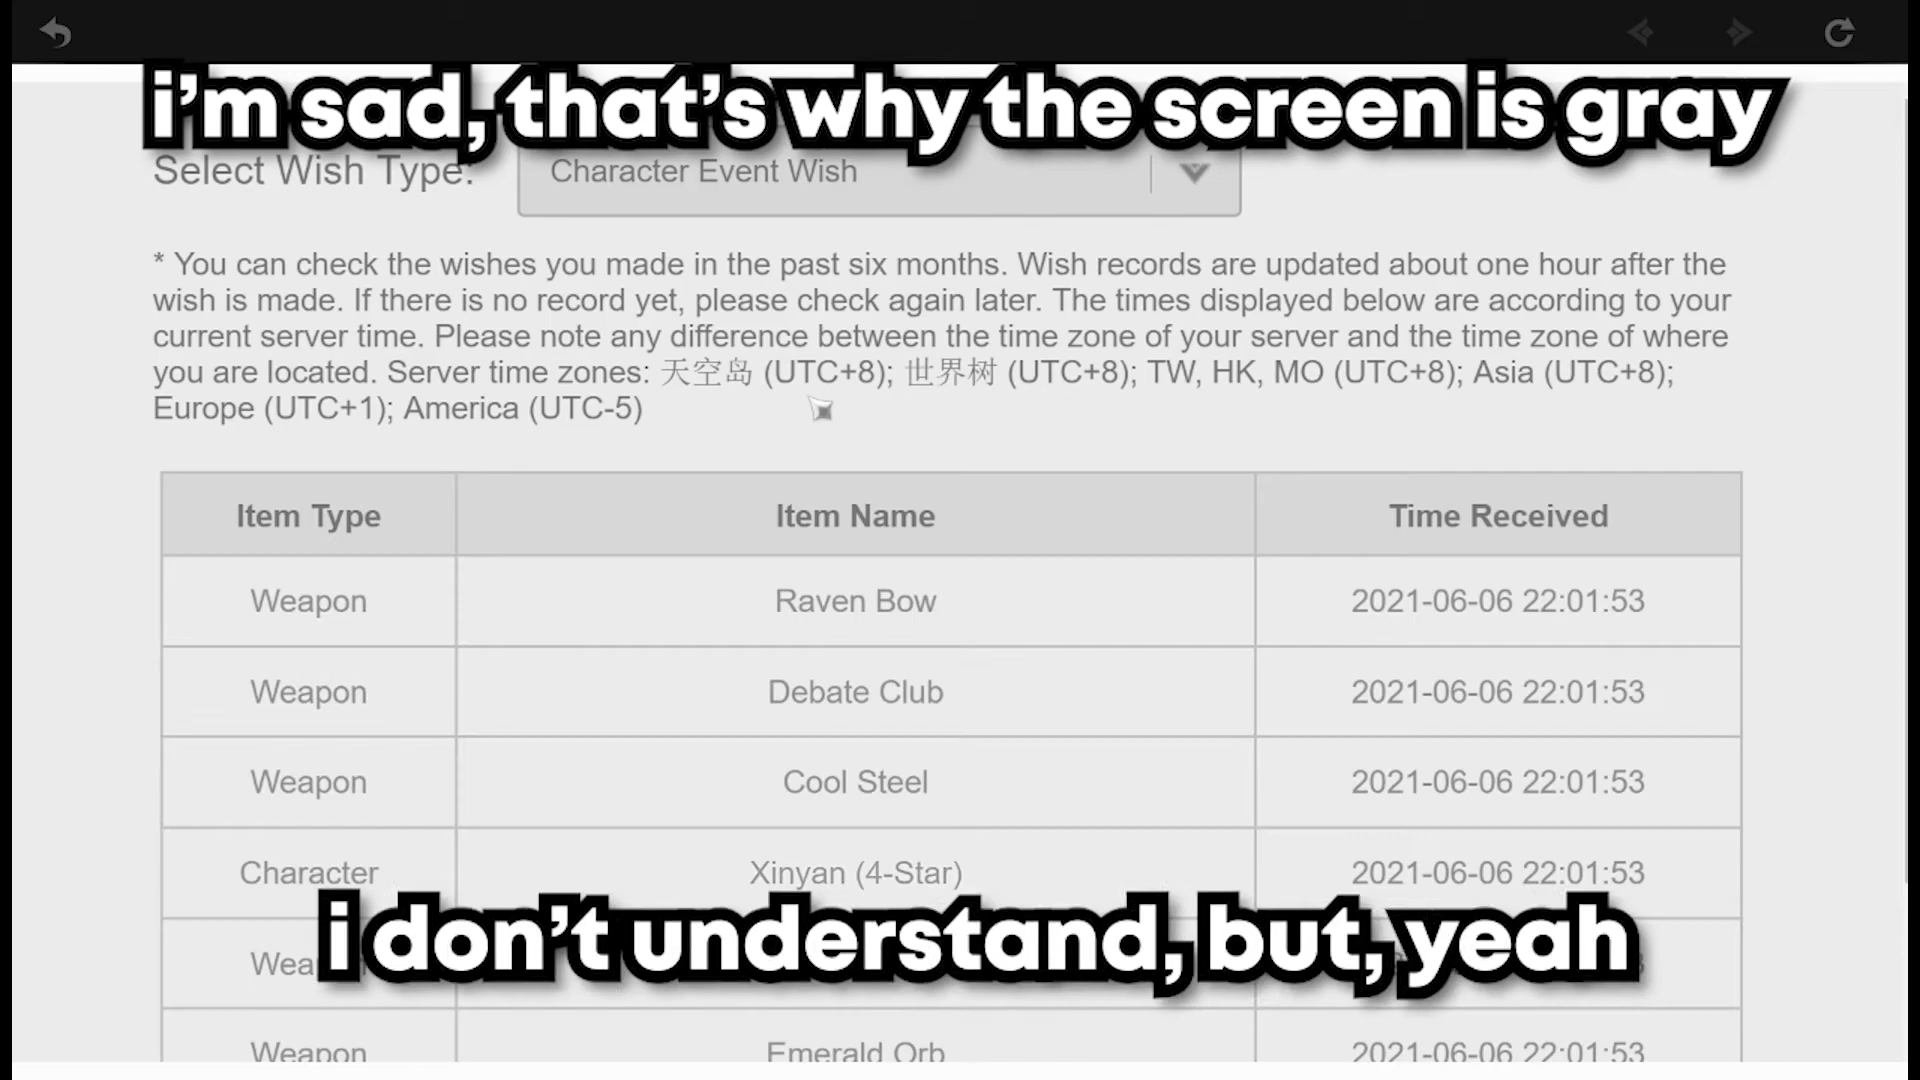 i'm sad, that's why the screen is gray
Select Wish Type:
Character Event Wish
* You can check the wishes you made in the past six months. Wish records are updated about one hour after the
wish is made. If there is no record yet, please check again later. The times displayed below are according to your
current server time. Please note any difference between the time zone of your server and the time zone of where
you are located. Server time zones: 天空岛 (UTC+8); 世界树 (UTC+8); TW, HK, MO (UTC+8); Asia (UTC+8);
Europe (UTC+1); America (UTC-5)
Item Type Item Name Time Received
Weapon Raven Bow 2021-06-06 22:01:53
Weapon Debate Club 2021-06-06 22:01:53
Weapon Cool Steel 2021-06-06 22:01:53
Character Xinyan (4-Star) 2021-06-06 22:01:53
i don't understand, but, yeah
Weapon Emerald Orb 2021-06-06 22:01:53